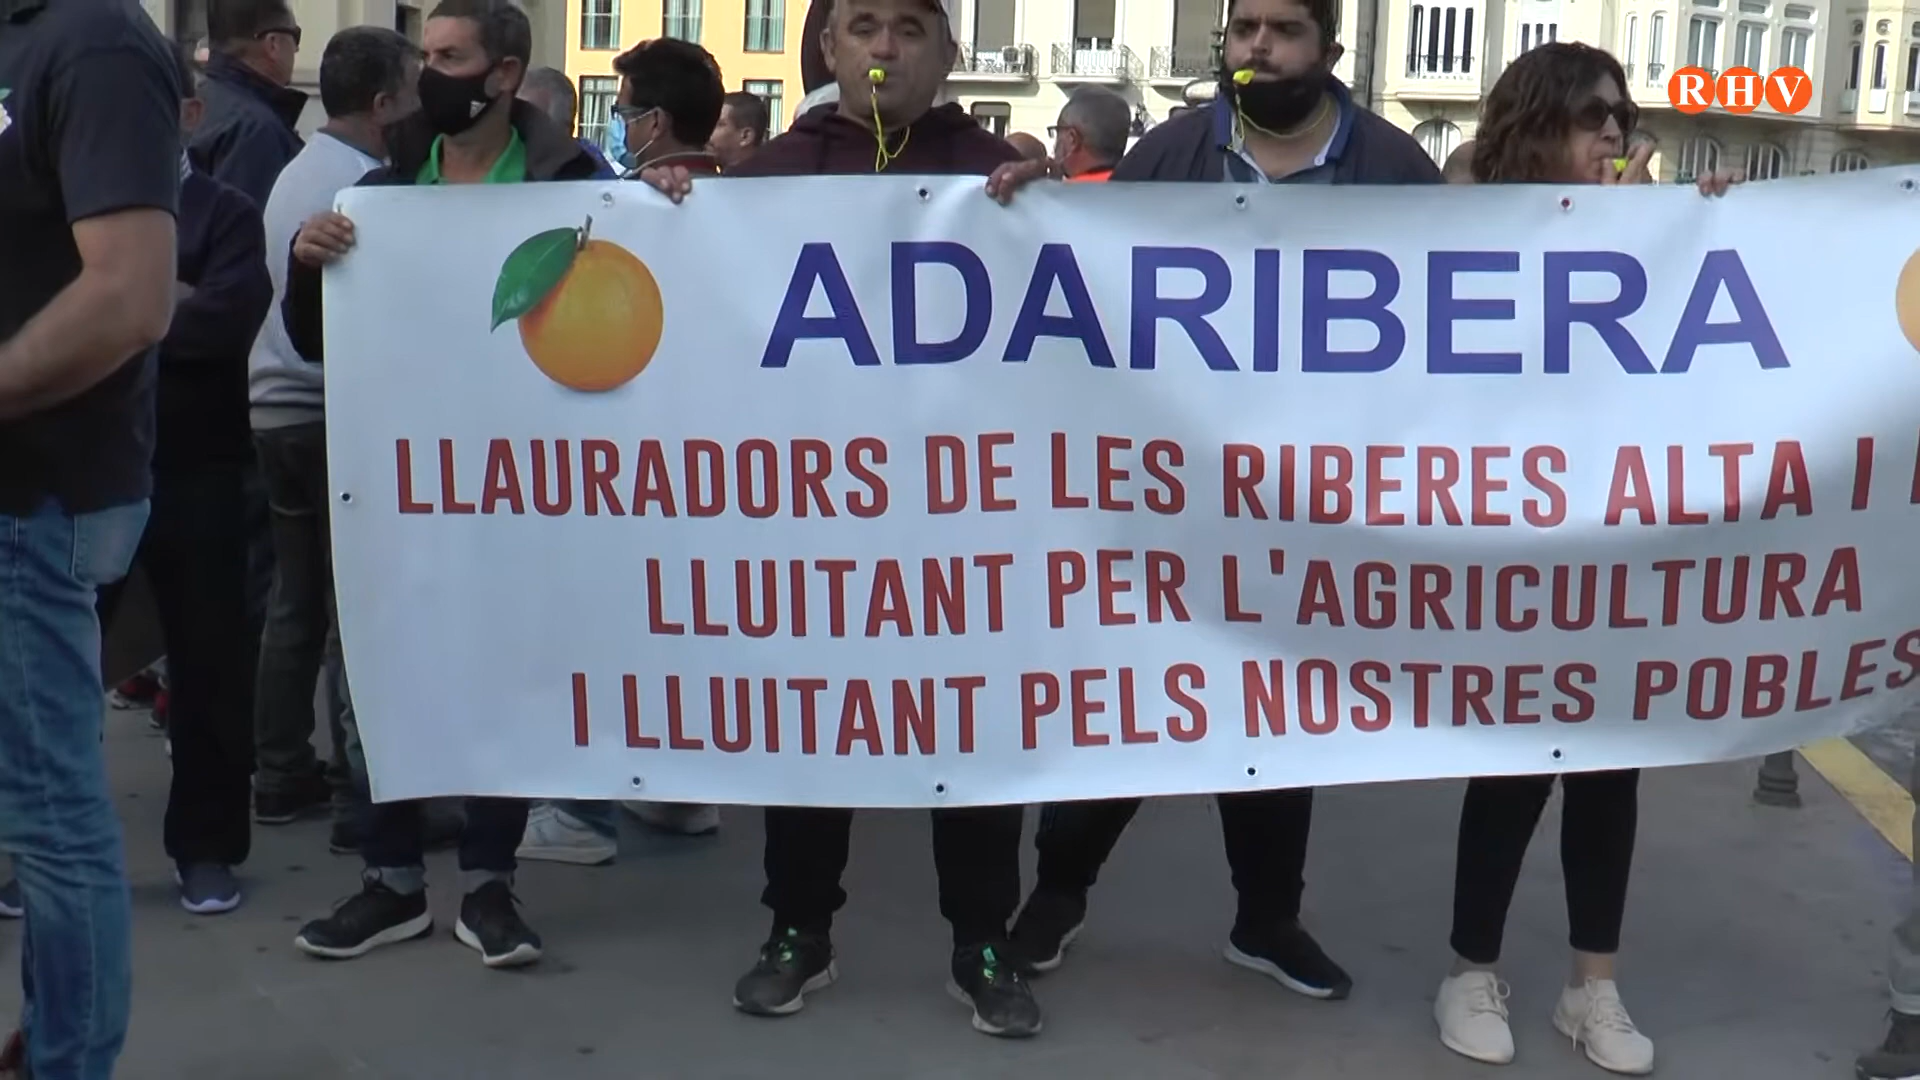 RHV
ADARIBERA
LLAURADORS DE LES RIBERES ALTA I
LLUITANT PER L'AGRICULTURA
I LLUITANT PELS NOSTRES POBLES